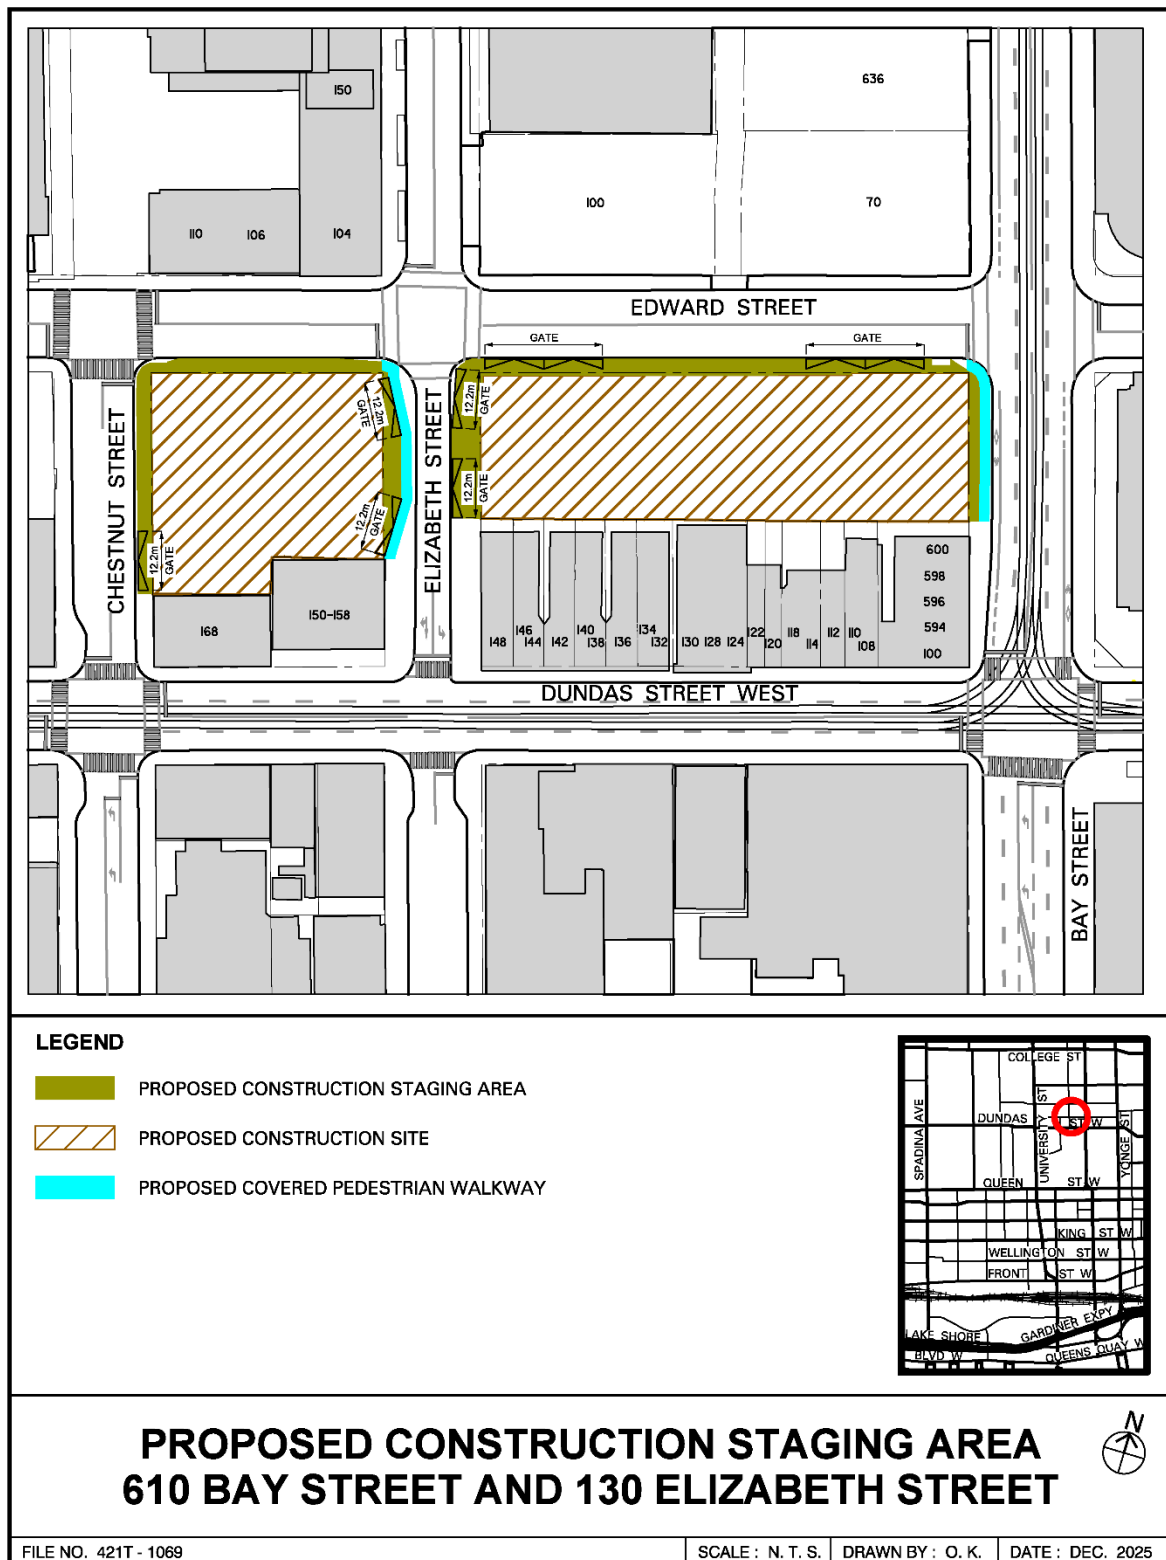 150
636
100
70
110 106 104
EDWARD STREET
GATE
GATE
12.2m
GATE
12.2m
GATE
12.2m
GATE
12.2m
GATE
12.2m
GATE
CHESTNUT STREET
ELIZABETH STREET
600
598
596
594
100
168
150-158
148
146
144
142
140
138
136
134
132
130
128
124
122
120
118
114
112
110
108
DUNDAS STREET WEST
BAY STREET
LEGEND
PROPOSED CONSTRUCTION STAGING AREA
PROPOSED CONSTRUCTION SITE
PROPOSED COVERED PEDESTRIAN WALKWAY
COLLEGE ST
SPADINA AVE
UNIVERSITY ST
YONGE ST
DUNDAS ST W
QUEEN ST W
KING ST W
WELLINGTON ST W
FRONT ST W
GARDINER EXPY
LAKE SHORE
BLVD W
QUEENS QUAY W
N
PROPOSED CONSTRUCTION STAGING AREA
610 BAY STREET AND 130 ELIZABETH STREET
FILE NO. 421T - 1069
SCALE : N. T. S.
DRAWN BY : O. K.
DATE : DEC. 2025